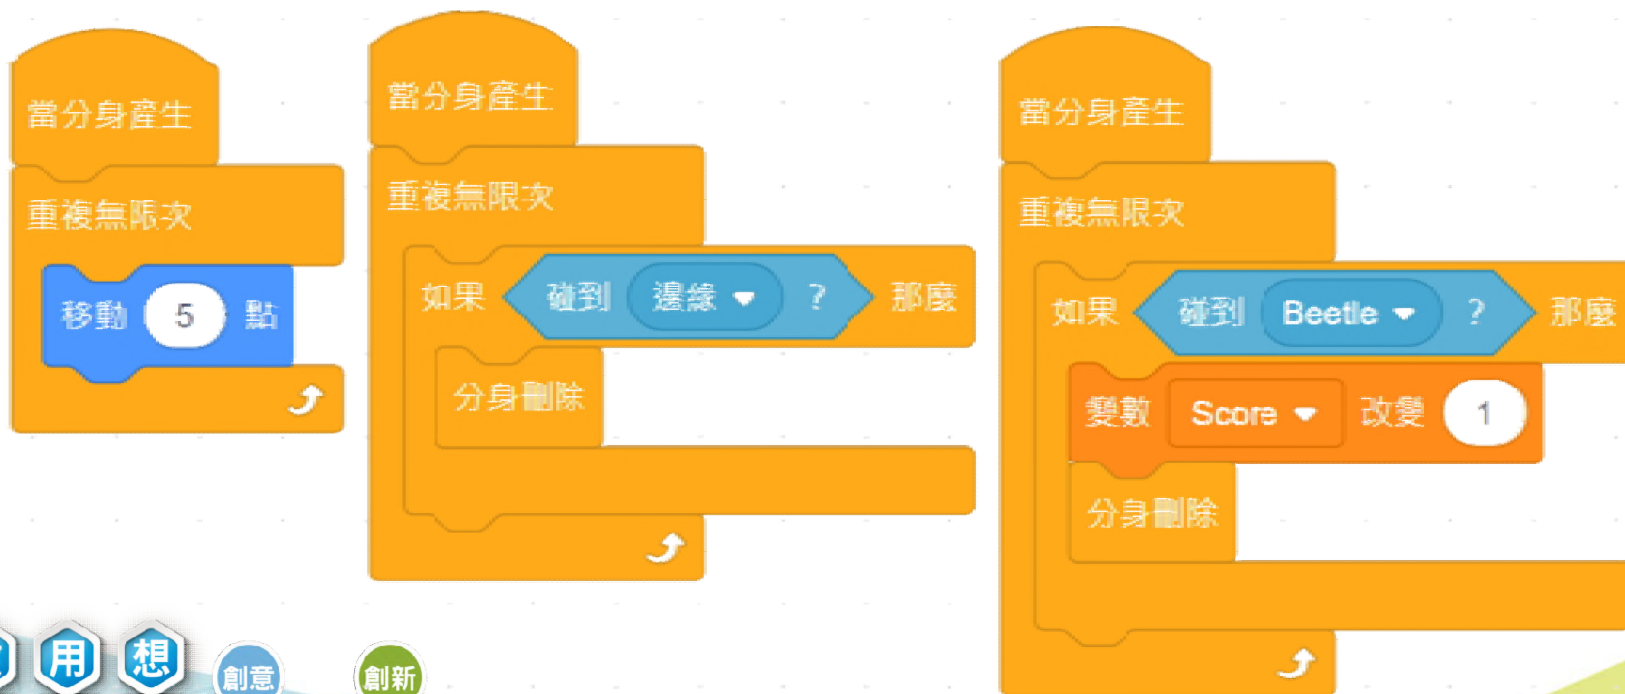 當分身產生
重複無限次
移動 5 點
當分身產生
重複無限次
如果 碰到 邊緣 ? 那麼
分身刪除
當分身產生
重複無限次
如果 碰到 Beetle ? 那麼
變數 Score 改變 1
分身刪除
用 想 創意 創新